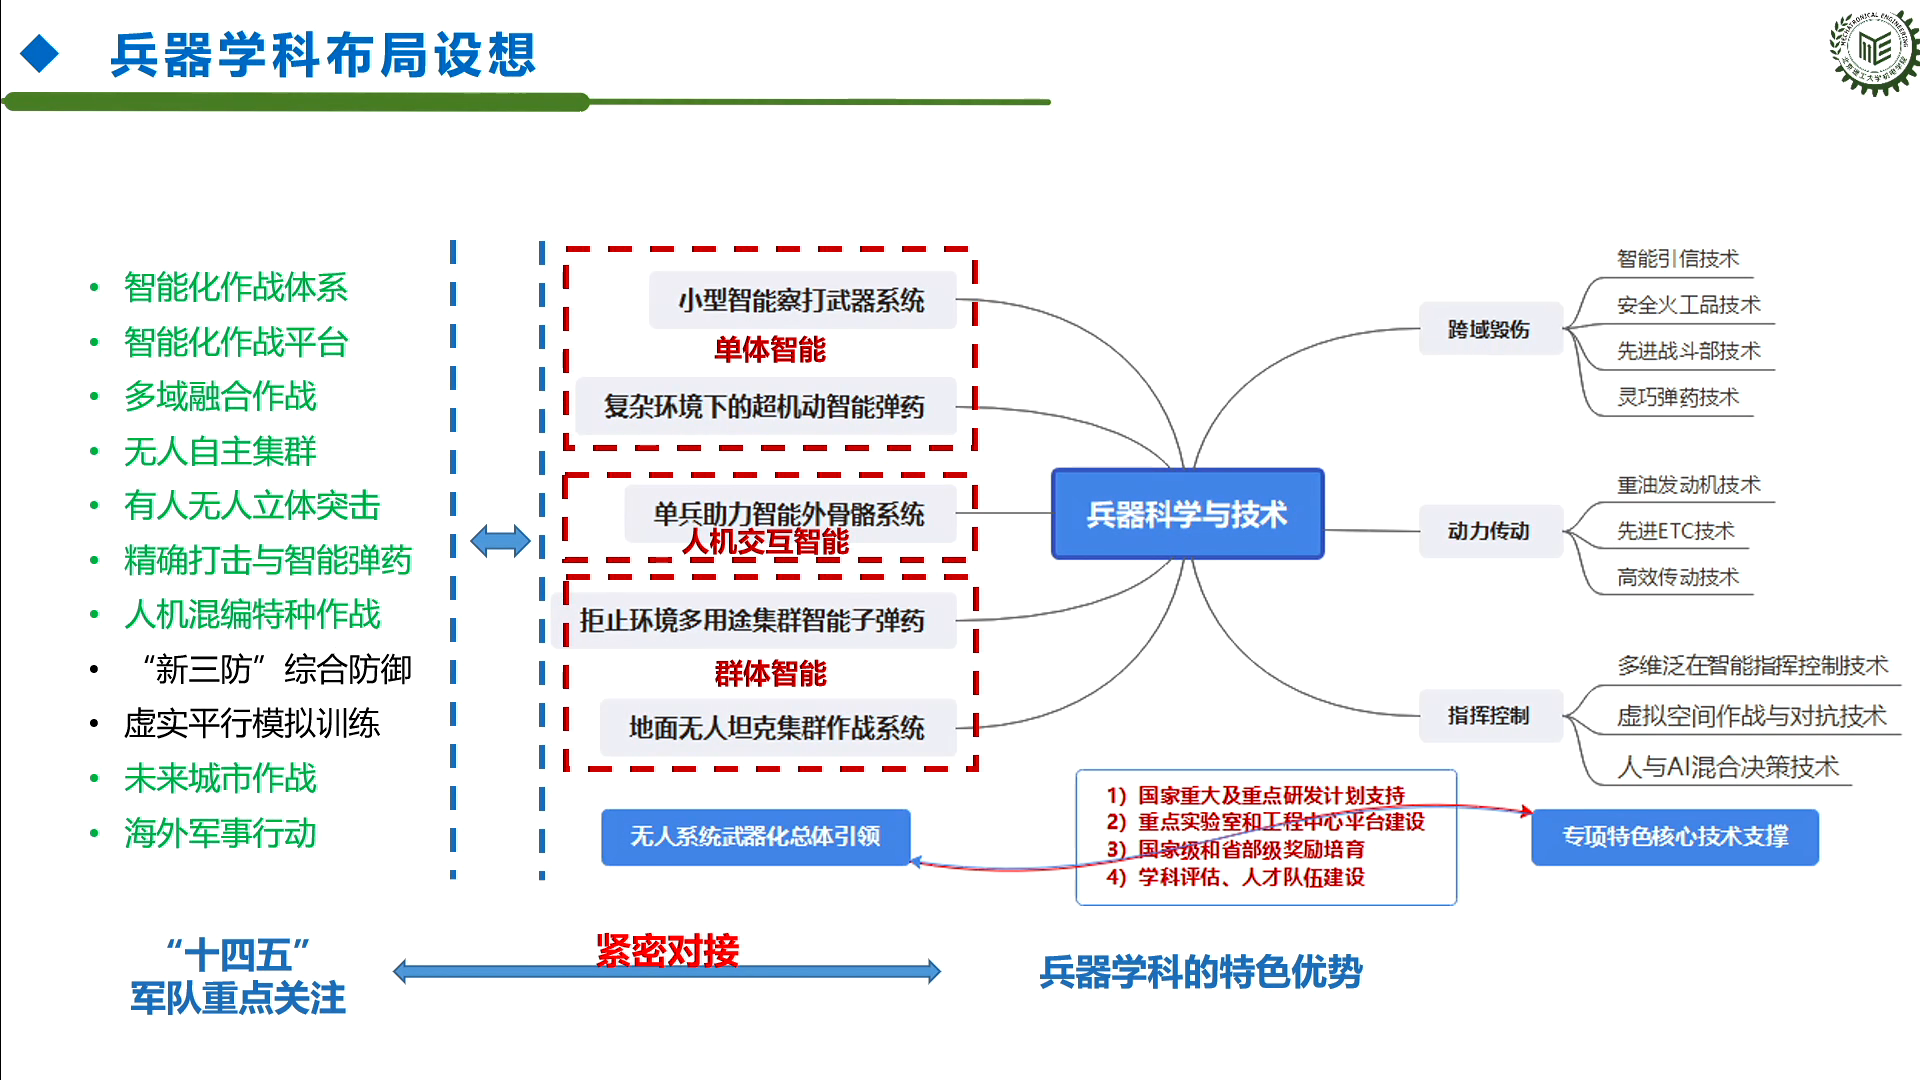 兵器学科布局设想
MECHATRONICAL ENGINEERING
北京理工大学机电学院
• 智能化作战体系
• 智能化作战平台
• 多域融合作战
• 无人自主集群
• 有人无人立体突击
• 精确打击与智能弹药
• 人机混编特种作战
• “新三防”综合防御
• 虚实平行模拟训练
• 未来城市作战
• 海外军事行动
小型智能察打武器系统
单体智能
复杂环境下的超机动智能弹药
单兵助力智能外骨骼系统
人机交互智能
拒止环境多用途集群智能子弹药
群体智能
地面无人坦克集群作战系统
兵器科学与技术
跨域毁伤
智能引信技术
安全火工品技术
先进战斗部技术
灵巧弹药技术
动力传动
重油发动机技术
先进ETC技术
高效传动技术
指挥控制
多维泛在智能指挥控制技术
虚拟空间作战与对抗技术
人与AI混合决策技术
无人系统武器化总体引领
1）国家重大及重点研发计划支持
2）重点实验室和工程中心平台建设
3）国家级和省部级奖励培育
4）学科评估、人才队伍建设
专项特色核心技术支撑
“十四五”
军队重点关注
紧密对接
兵器学科的特色优势